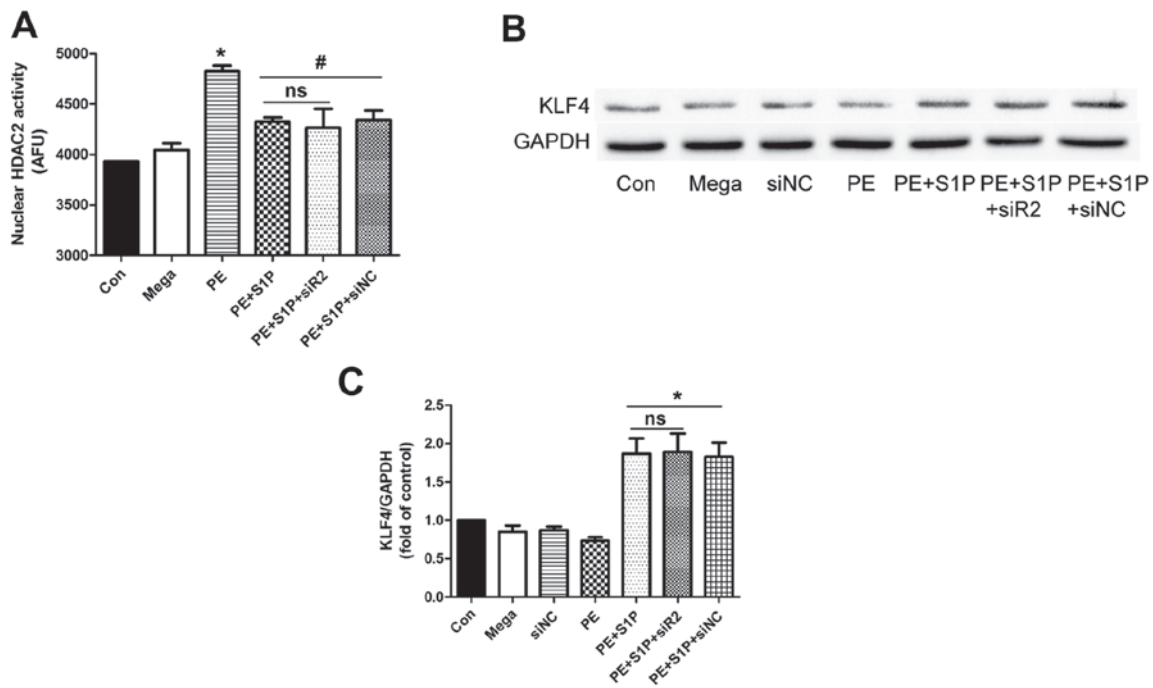 A
Nuclear HDAC2 activity
(AFU)
5000
4500
4000
3500
3000
*
#
ns
Con
Mega
PE
PE+S1P
PE+S1P+siR2
PE+S1P+siNC
B
KLF4
GAPDH
Con Mega siNC PE PE+S1P PE+S1P PE+S1P
+siR2 +siNC
C
KLF4/GAPDH
(fold of control)
2.5
2.0
1.5
1.0
0.5
0.0
*
ns
Con
Mega
siNC
PE
PE+S1P
PE+S1P+siR2
PE+S1P+siNC